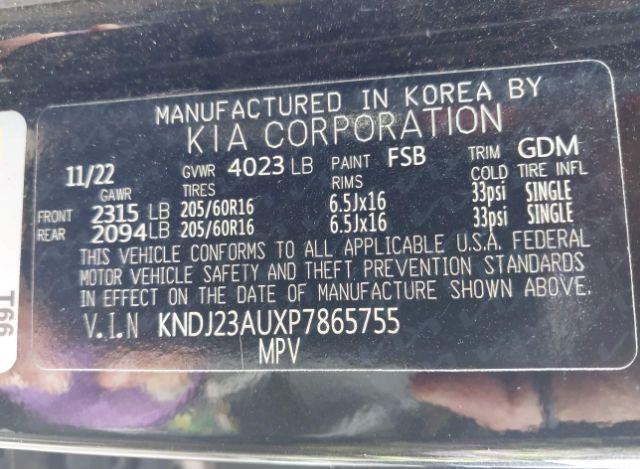 MANUFACTURED IN KOREA BY
KIA CORPORATION
11/22 GVWR 4023 LB PAINT FSB TRIM GDM
GAWR TIRES RIMS COLD TIRE INFL
FRONT 2315 LB 205/60R16 6.5Jx16 33psi SINGLE
REAR 2094 LB 205/60R16 6.5Jx16 33psi SINGLE
THIS VEHICLE CONFORMS TO ALL APPLICABLE U.S.A. FEDERAL
MOTOR VEHICLE SAFETY AND THEFT PREVENTION STANDARDS
IN EFFECT ON THE DATE OF MANUFACTURE SHOWN ABOVE.
V.I.N KNDJ23AUXP7865755
MPV